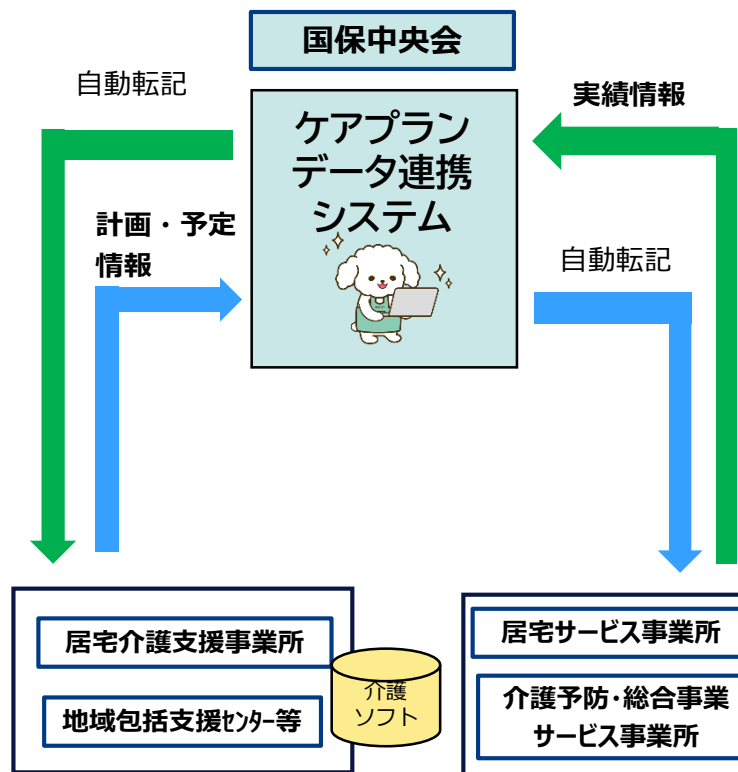 国保中央会
自動転記
実績情報
ケアプラン
データ連携
システム
計画・予定
情報
自動転記
居宅介護支援事業所
地域包括支援ｾﾝﾀｰ等
介護
ソフト
居宅サービス事業所
介護予防・総合事業
サービス事業所